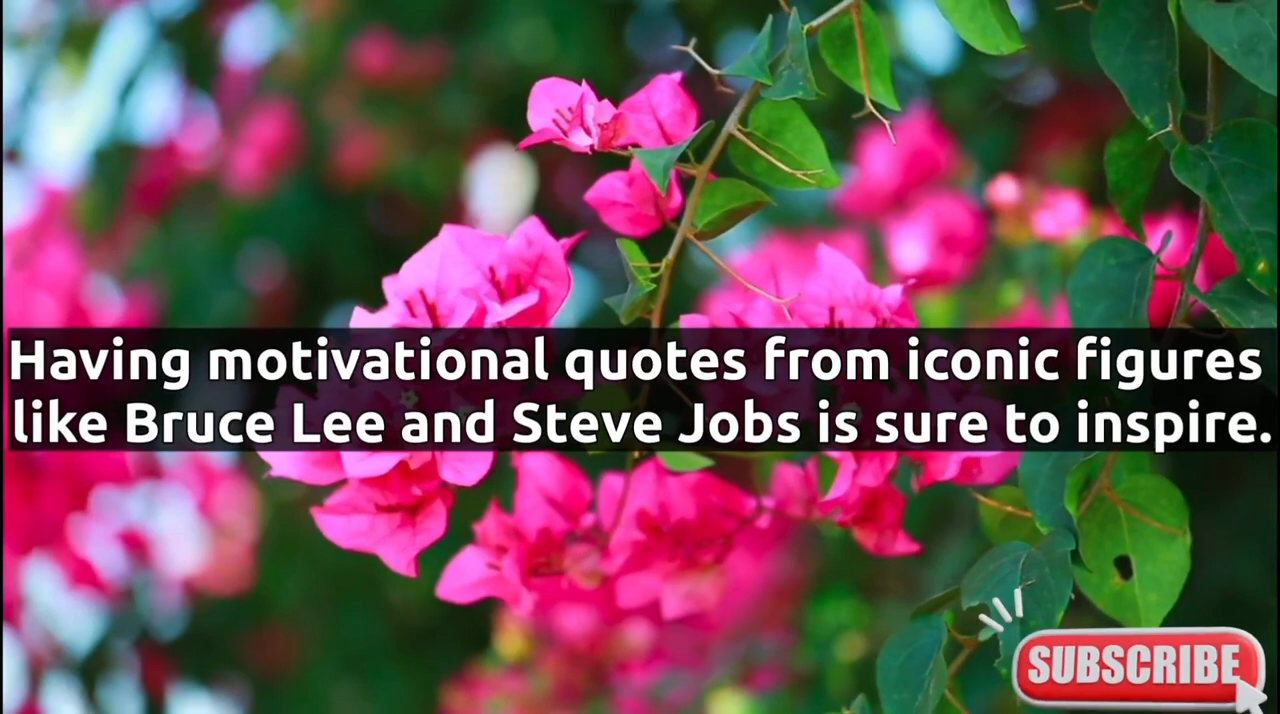 Having motivational quotes from iconic figures
like Bruce Lee and Steve Jobs is sure to inspire.
SUBSCRIBE